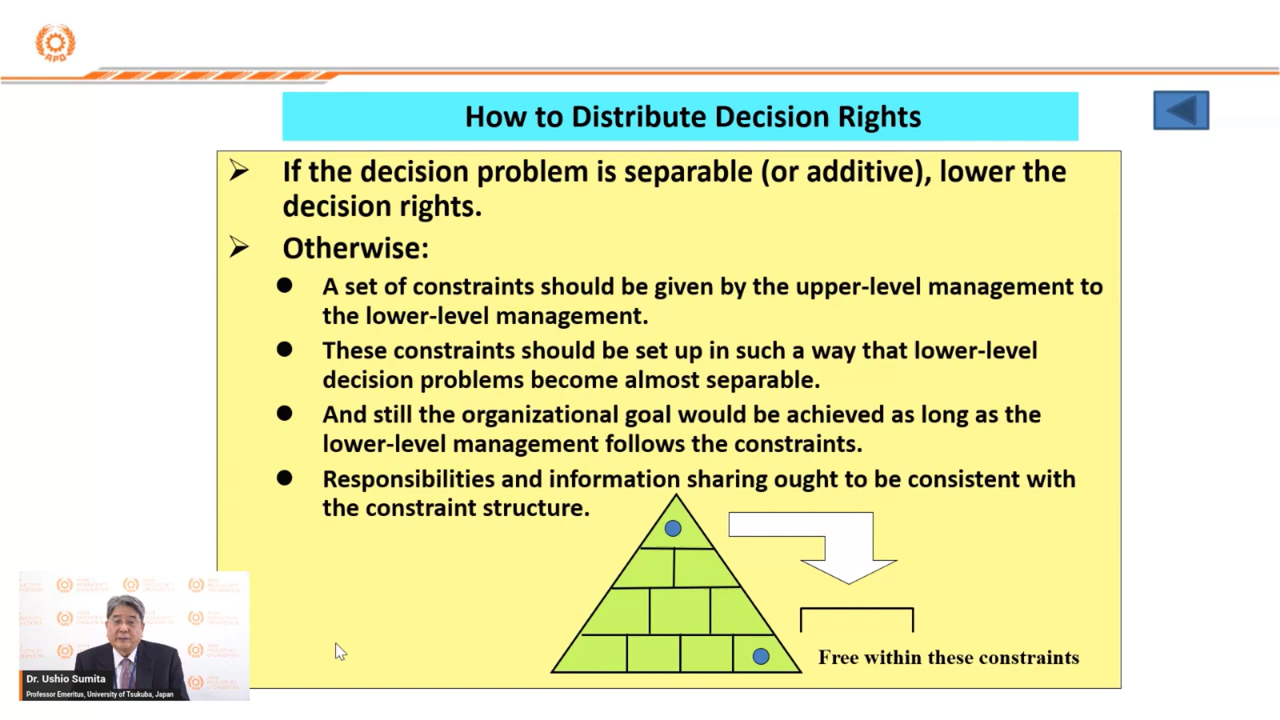 APO
How to Distribute Decision Rights
If the decision problem is separable (or additive), lower the
decision rights.
Otherwise:
A set of constraints should be given by the upper-level management to
the lower-level management.
These constraints should be set up in such a way that lower-level
decision problems become almost separable.
And still the organizational goal would be achieved as long as the
lower-level management follows the constraints.
Responsibilities and information sharing ought to be consistent with
the constraint structure.
Free within these constraints
Dr. Ushio Sumita
Professor Emeritus, University of Tsukuba, Japan